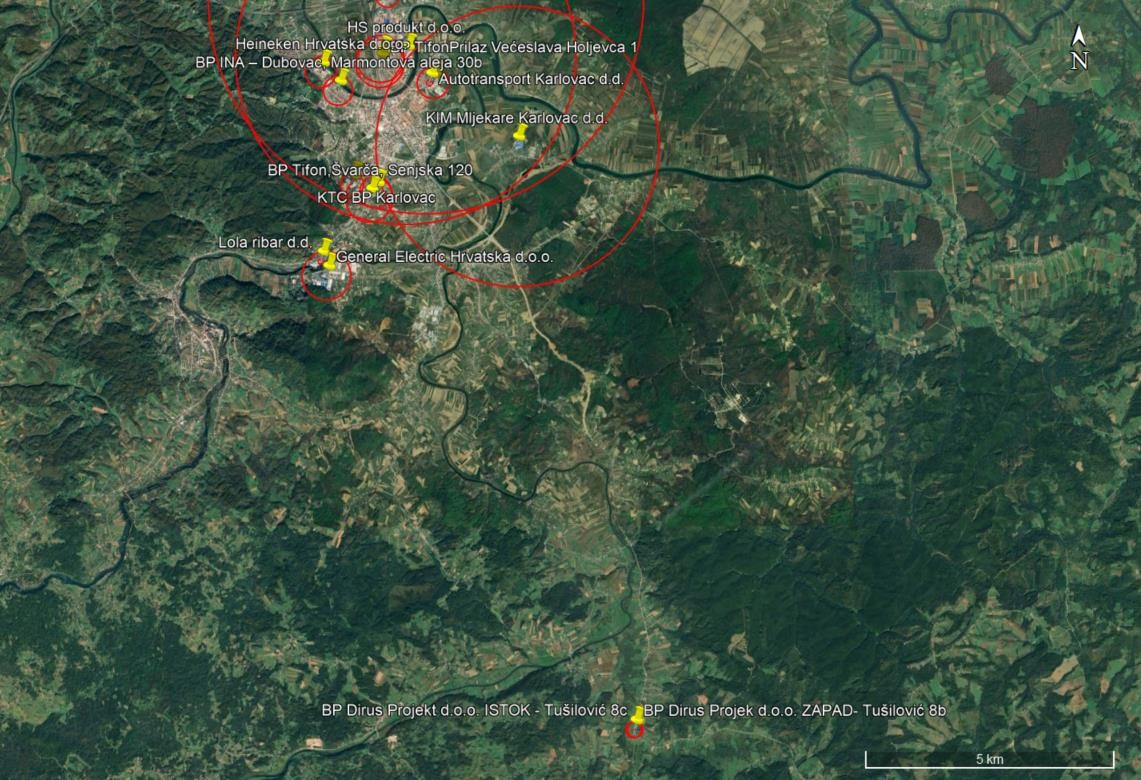 HS produkt d.o.o.
Heineken Hrvatska d.o.o.
BP TifonPrilaz Većeslava Holjevca 1
BP INA – Dubovac, Marmontova aleja 30b
Autotransport Karlovac d.d.
KIM Mljekare Karlovac d.d.
BP Tifon,Švarča, Senjska 120
KTC BP Karlovac
Lola ribar d.d.
General Electric Hrvatska d.o.o.
BP Dirus Projekt d.o.o. ISTOK - Tušilović 8c
BP Dirus Projek d.o.o. ZAPAD- Tušilović 8b
N
5 km